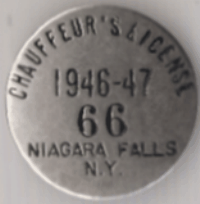 CHAUFFEUR'S LICENSE
1946-47
66
NIAGARA FALLS
N.Y.